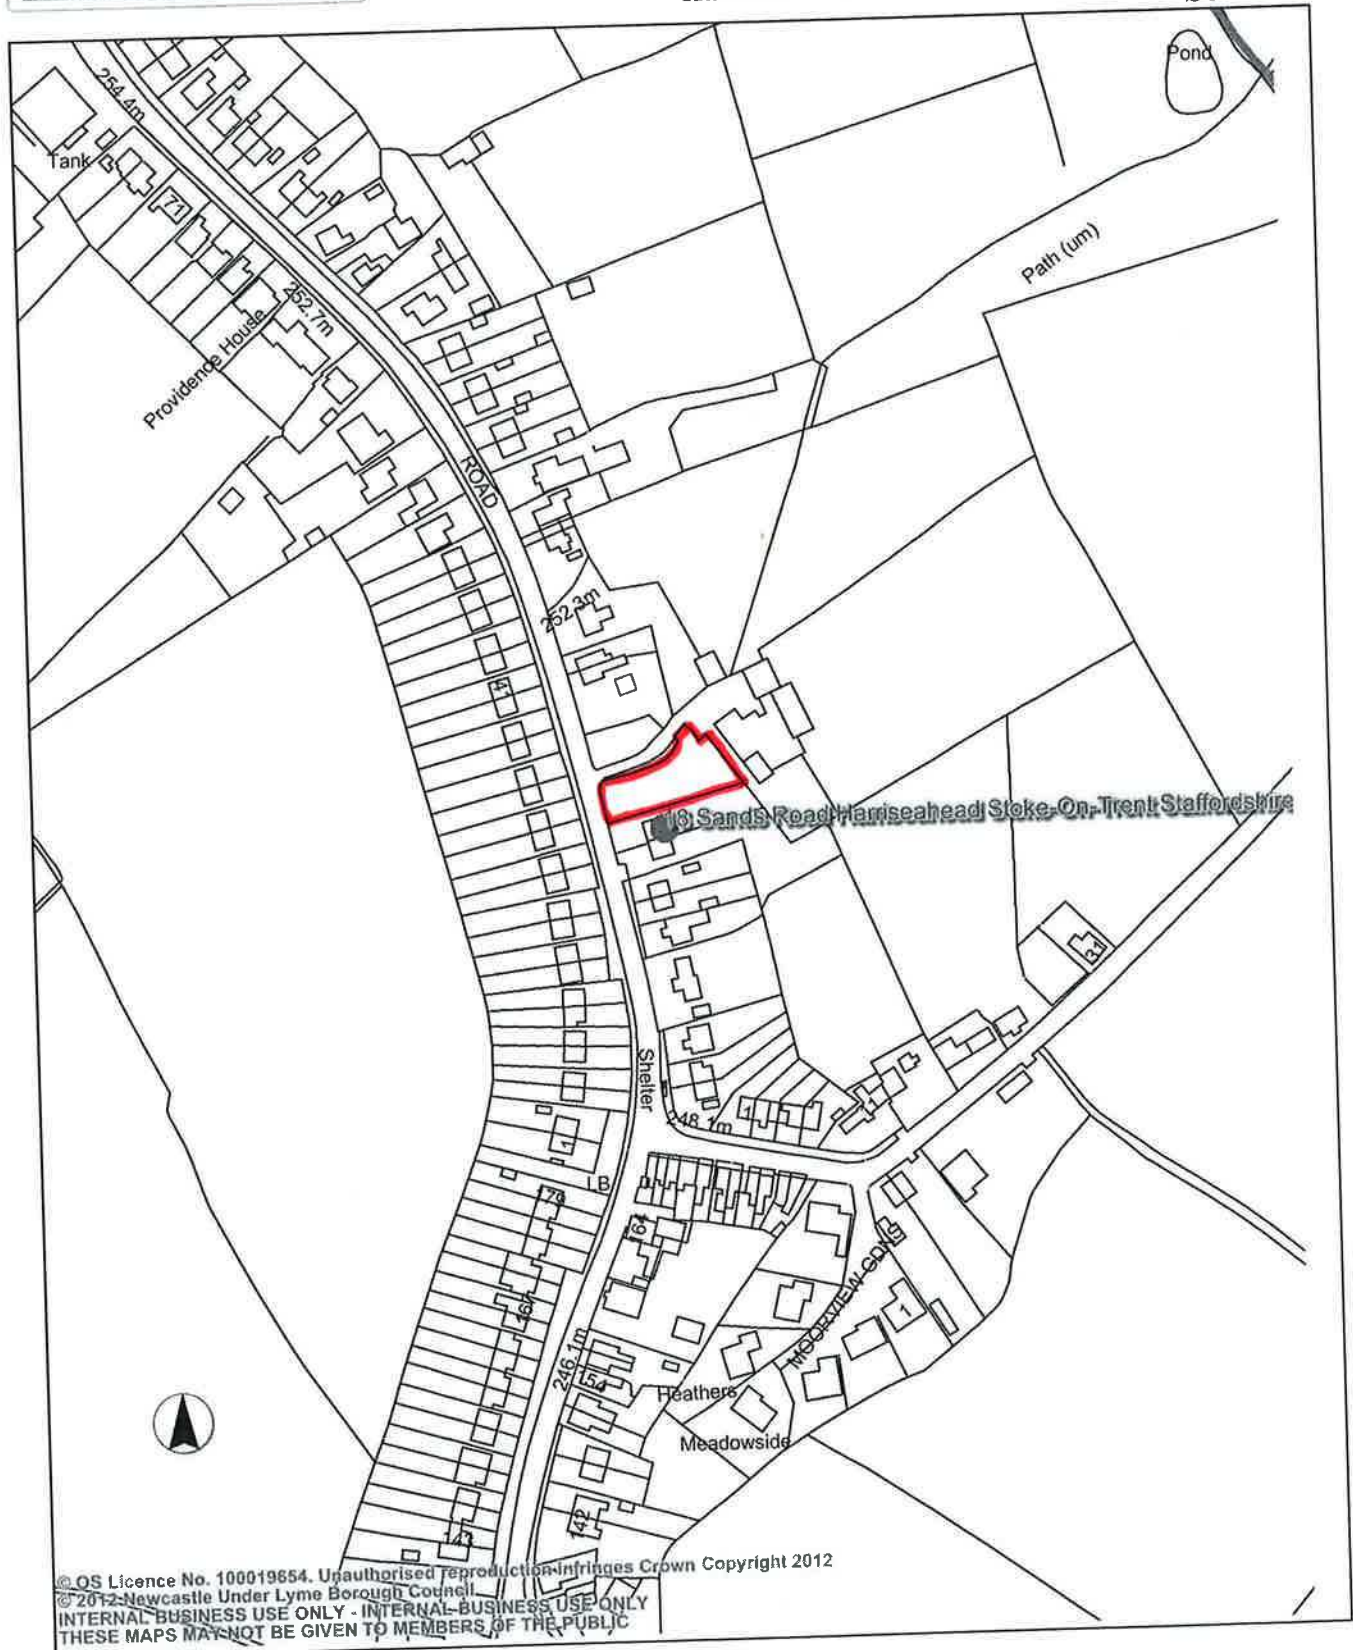 Pond
254.4m
Tank
71
Path (um)
252.7m
Providence House
ROAD
252.3m
41
18 Sands Road Harriseahead Stoke-On-Trent Staffordshire
31
Shelter
1
11
248.1m
1
LB
179
164
MOORVIEW GDNS
167
1
246.1m
154
Heathers
Meadowside
142
143
© OS Licence No. 100019654. Unauthorised reproduction infringes Crown Copyright 2012
© 2012 Newcastle Under Lyme Borough Council
INTERNAL BUSINESS USE ONLY - INTERNAL BUSINESS USE ONLY
THESE MAPS MAY NOT BE GIVEN TO MEMBERS OF THE PUBLIC